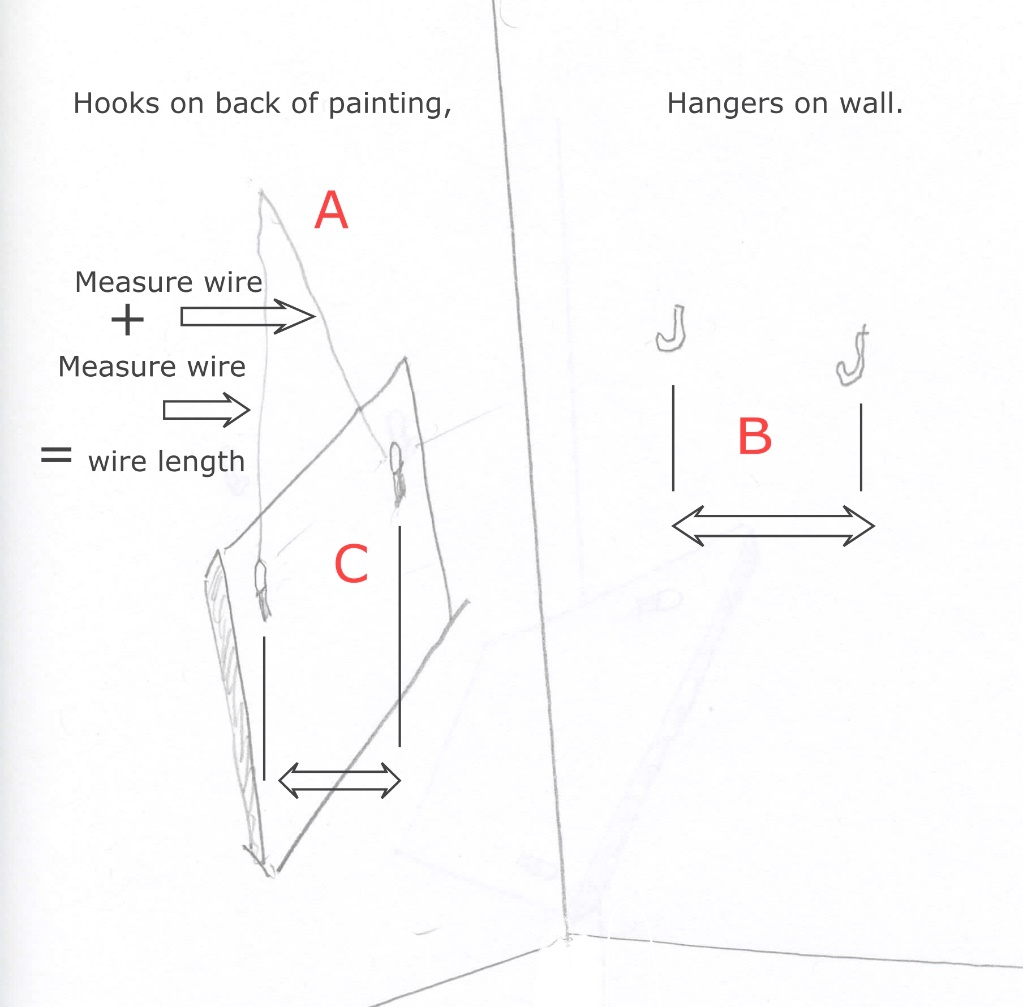 Hooks on back of painting,
Hangers on wall.
A
Measure wire
+
Measure wire
= wire length
B
C